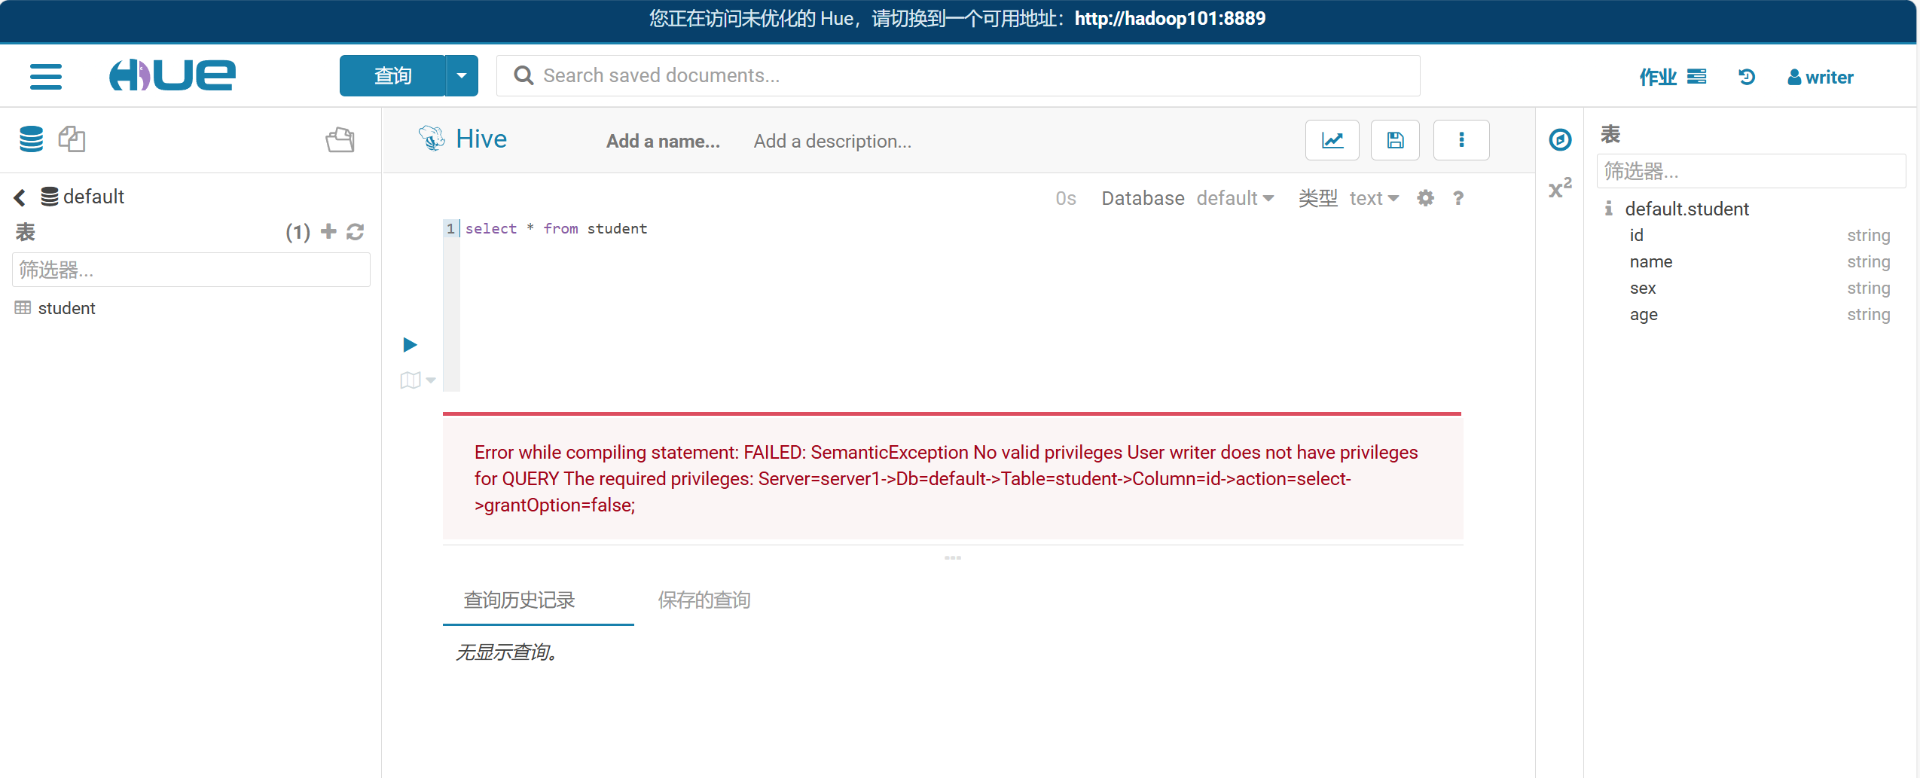 您正在访问未优化的 Hue，请切换到一个可用地址：http://hadoop101:8889
HUE
查询
Search saved documents...
作业
writer
Hive
Add a name...
Add a description...
default
表
(1)
筛选器...
student
0s
Database
default
类型
text
?
1
select * from student
Error while compiling statement: FAILED: SemanticException No valid privileges User writer does not have privileges
for QUERY The required privileges: Server=server1->Db=default->Table=student->Column=id->action=select-
>grantOption=false;
查询历史记录
保存的查询
无显示查询。
x²
表
筛选器...
default.student
id string
name string
sex string
age string